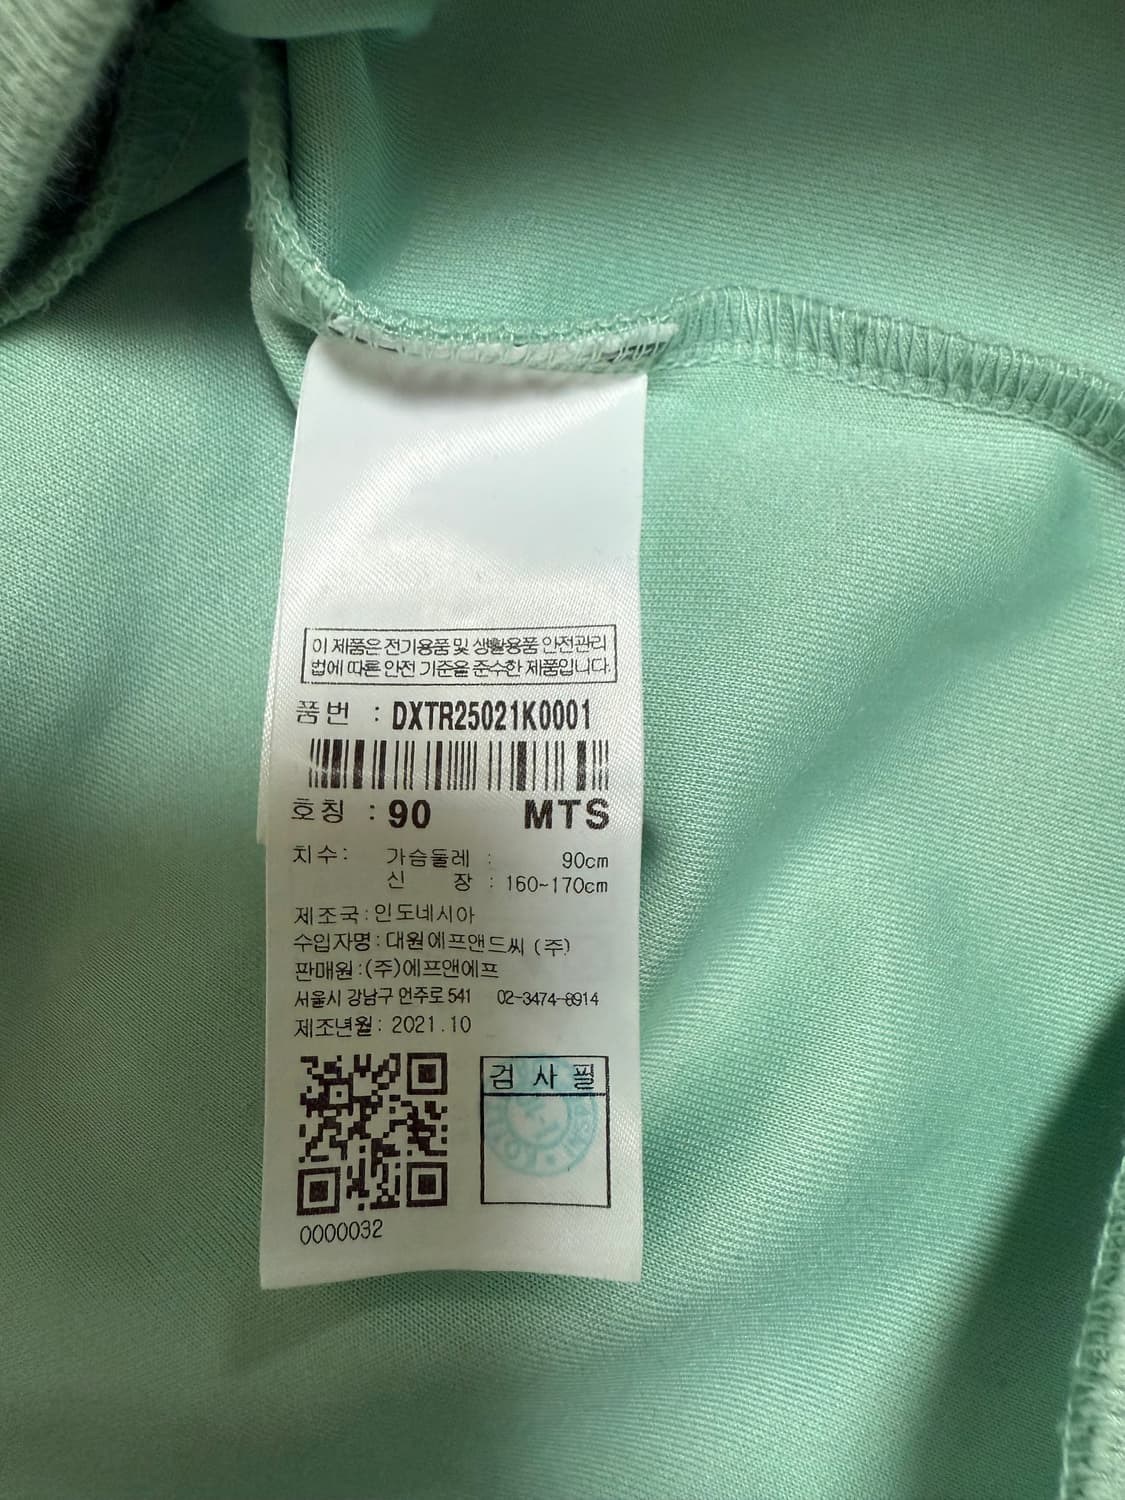 이 제품은 전기용품 및 생활용품 안전관리
법에 따른 안전 기준을 준수한 제품입니다.
품번 : DXTR25021K0001
호칭 : 90 MTS
치수: 가슴둘레 : 90cm
신 장 : 160~170cm
제조국: 인도네시아
수입자명: 대원에프앤드씨 (주)
판매원 :(주)에프앤에프
서울시 강남구 언주로 541 02-3474-8914
제조년월: 2021.10
검 사 필
0000032